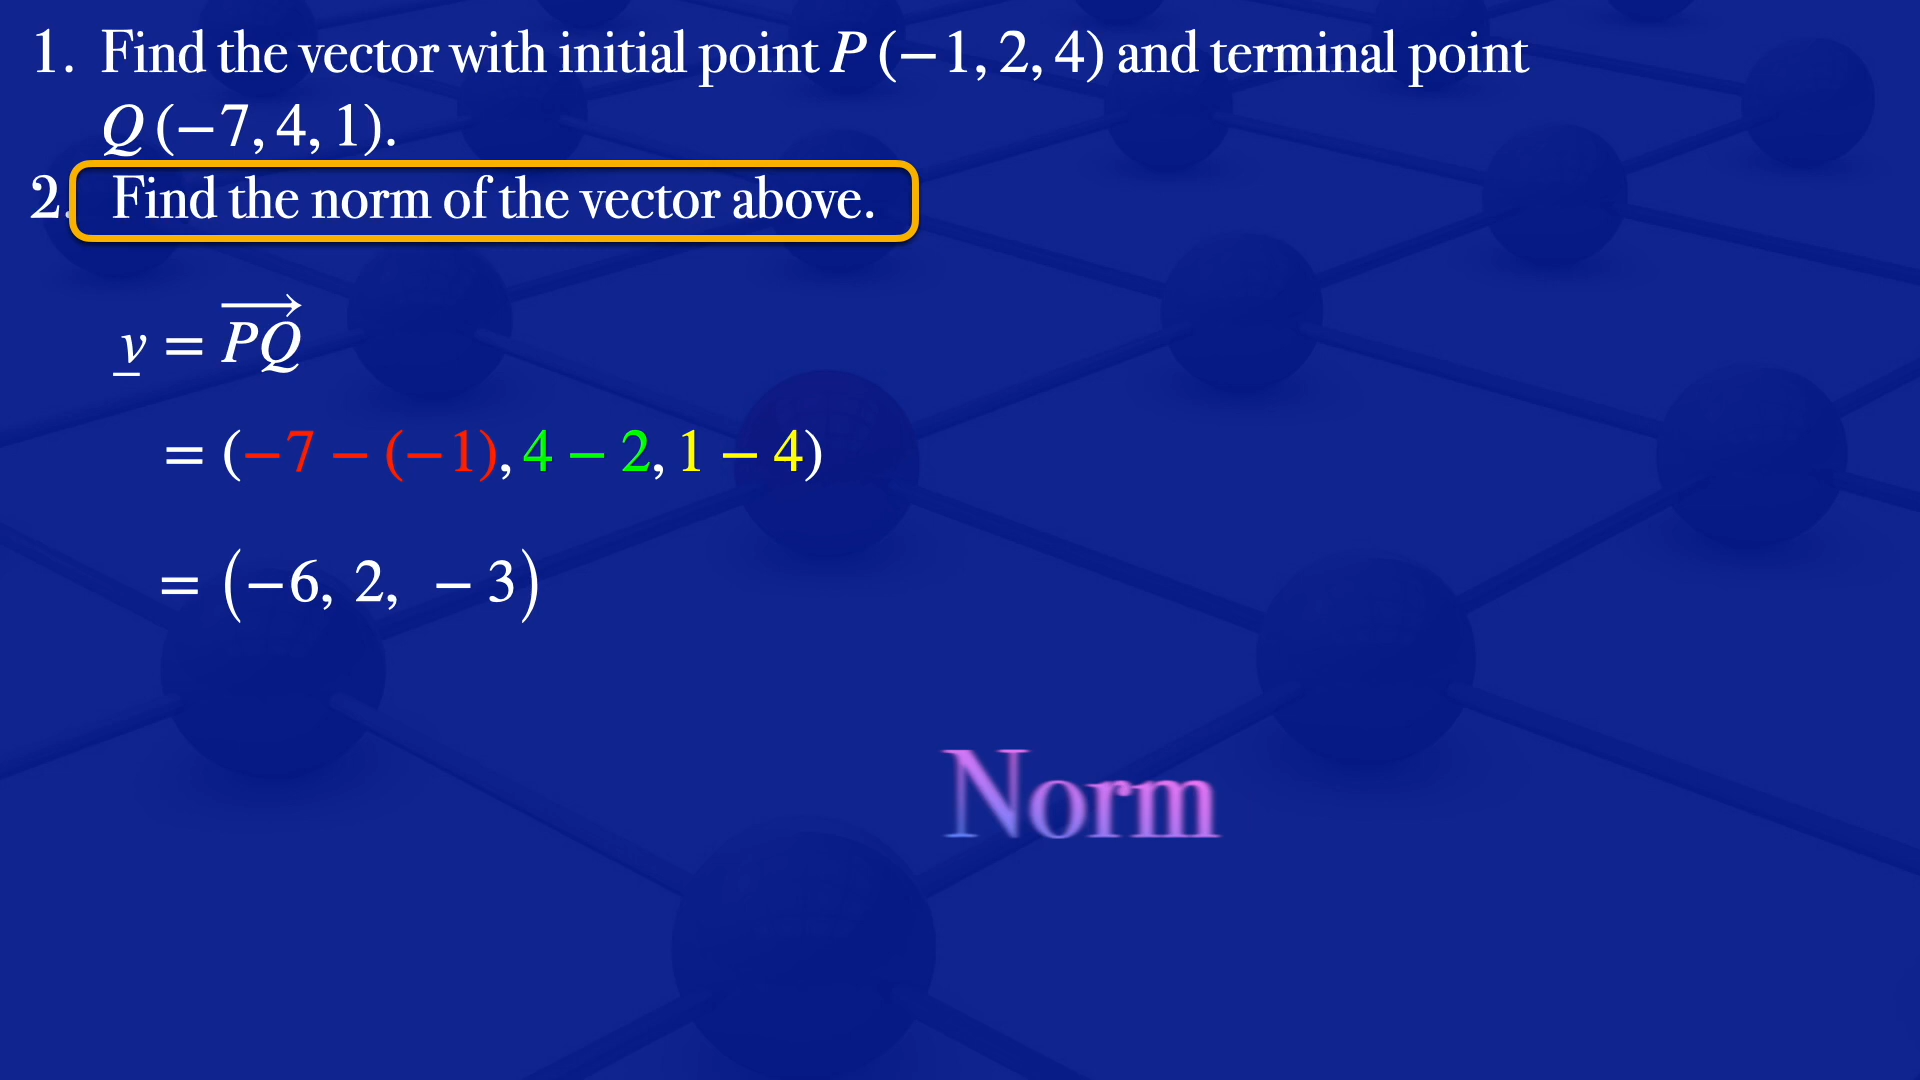 1. Find the vector with initial point P (−1, 2, 4) and terminal point
Q (−7, 4, 1).
2. Find the norm of the vector above.
v = PQ
= (−7 − (−1), 4 − 2, 1 − 4)
= (−6, 2, −3)
Norm